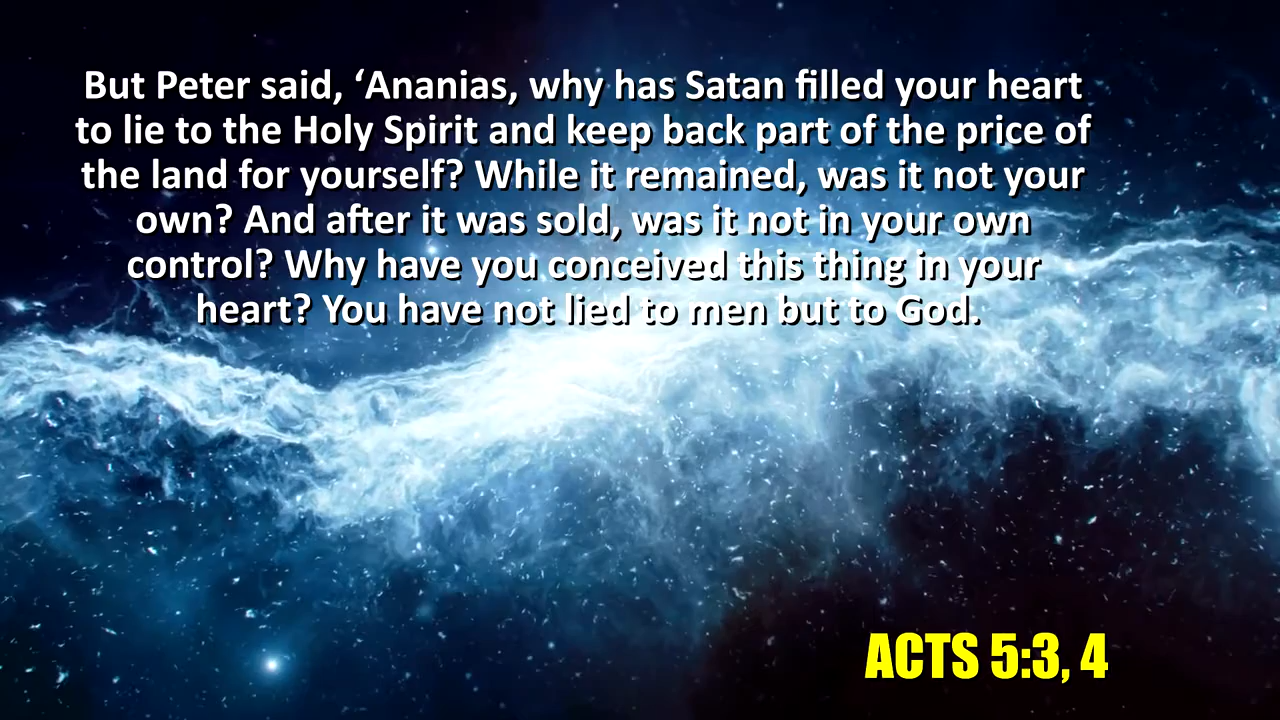 But Peter said, ‘Ananias, why has Satan filled your heart
to lie to the Holy Spirit and keep back part of the price of
the land for yourself? While it remained, was it not your
own? And after it was sold, was it not in your own
control? Why have you conceived this thing in your
heart? You have not lied to men but to God.
ACTS 5:3, 4